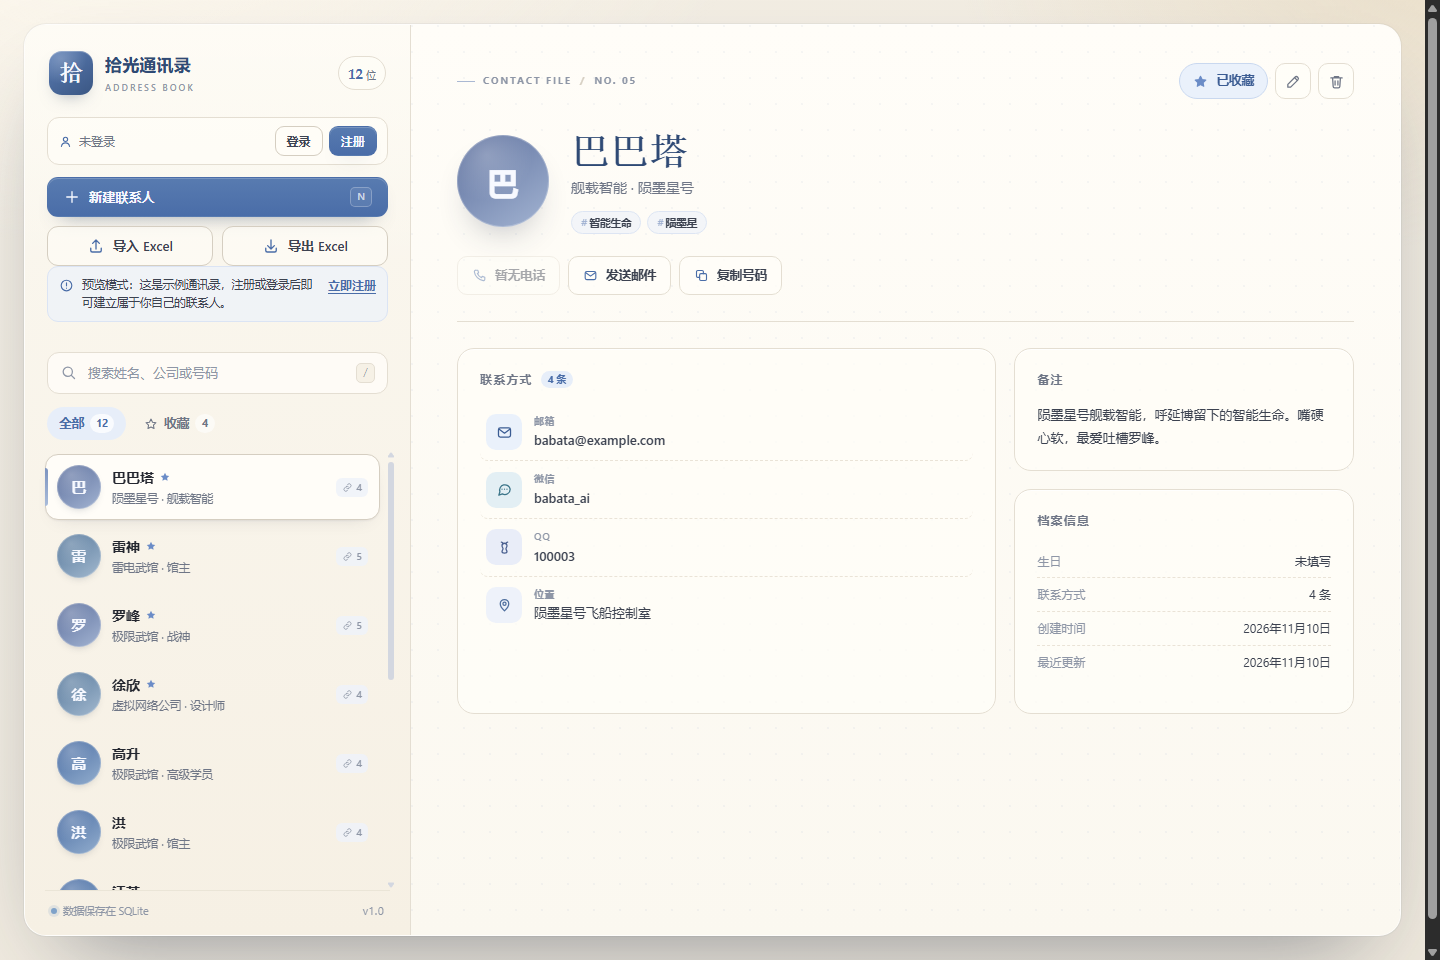 拾
拾光通讯录
ADDRESS BOOK
12 位
未登录
登录
注册
新建联系人
N
导入 Excel
导出 Excel
预览模式：这是示例通讯录，注册或登录后即
可建立属于你自己的联系人。
立即注册
搜索姓名、公司或号码
/
全部 12
收藏 4
巴
巴巴塔
陨墨星号 · 舰载智能
4
雷
雷神
雷电武馆 · 馆主
5
罗
罗峰
极限武馆 · 战神
5
徐
徐欣
虚拟网络公司 · 设计师
4
高
高升
极限武馆 · 高级学员
4
洪
洪
极限武馆 · 馆主
4
数据保存在 SQLite
v1.0
CONTACT FILE / NO. 05
已收藏
巴
巴巴塔
舰载智能 · 陨墨星号
#智能生命
#陨墨星
暂无电话
发送邮件
复制号码
联系方式 4 条
邮箱
babata@example.com
微信
babata_ai
QQ
100003
位置
陨墨星号飞船控制室
备注
陨墨星号舰载智能，呼延博留下的智能生命。嘴硬
心软，最爱吐槽罗峰。
档案信息
生日 未填写
联系方式 4 条
创建时间 2026年11月10日
最近更新 2026年11月10日